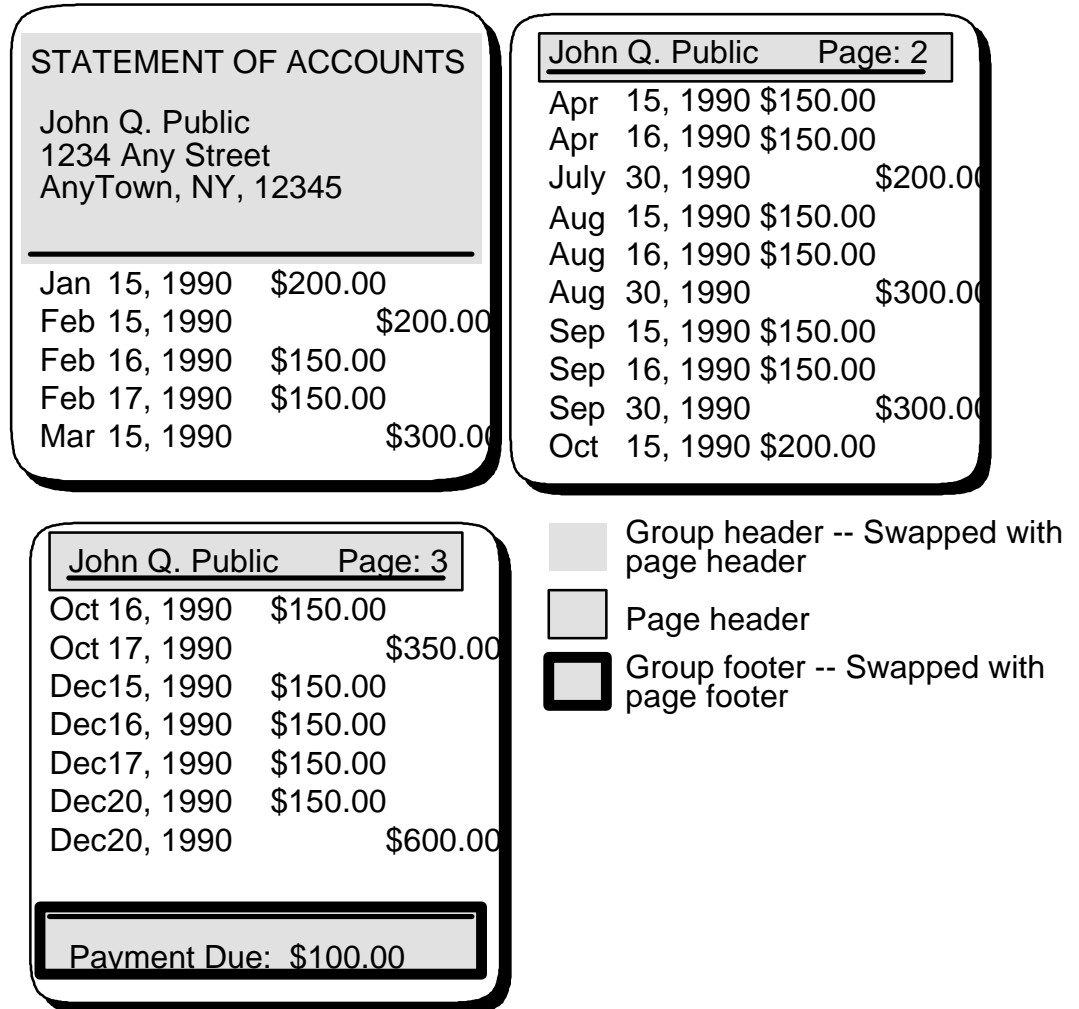 STATEMENT OF ACCOUNTS
John Q. Public
1234 Any Street
AnyTown, NY, 12345
Jan 15, 1990 $200.00
Feb 15, 1990 $200.00
Feb 16, 1990 $150.00
Feb 17, 1990 $150.00
Mar 15, 1990 $300.00
John Q. Public Page: 2
Apr 15, 1990 $150.00
Apr 16, 1990 $150.00
July 30, 1990 $200.00
Aug 15, 1990 $150.00
Aug 16, 1990 $150.00
Aug 30, 1990 $300.00
Sep 15, 1990 $150.00
Sep 16, 1990 $150.00
Sep 30, 1990 $300.00
Oct 15, 1990 $200.00
John Q. Public Page: 3
Oct 16, 1990 $150.00
Oct 17, 1990 $350.00
Dec15, 1990 $150.00
Dec16, 1990 $150.00
Dec17, 1990 $150.00
Dec20, 1990 $150.00
Dec20, 1990 $600.00
Payment Due: $100.00
Group header -- Swapped with
page header
Page header
Group footer -- Swapped with
page footer